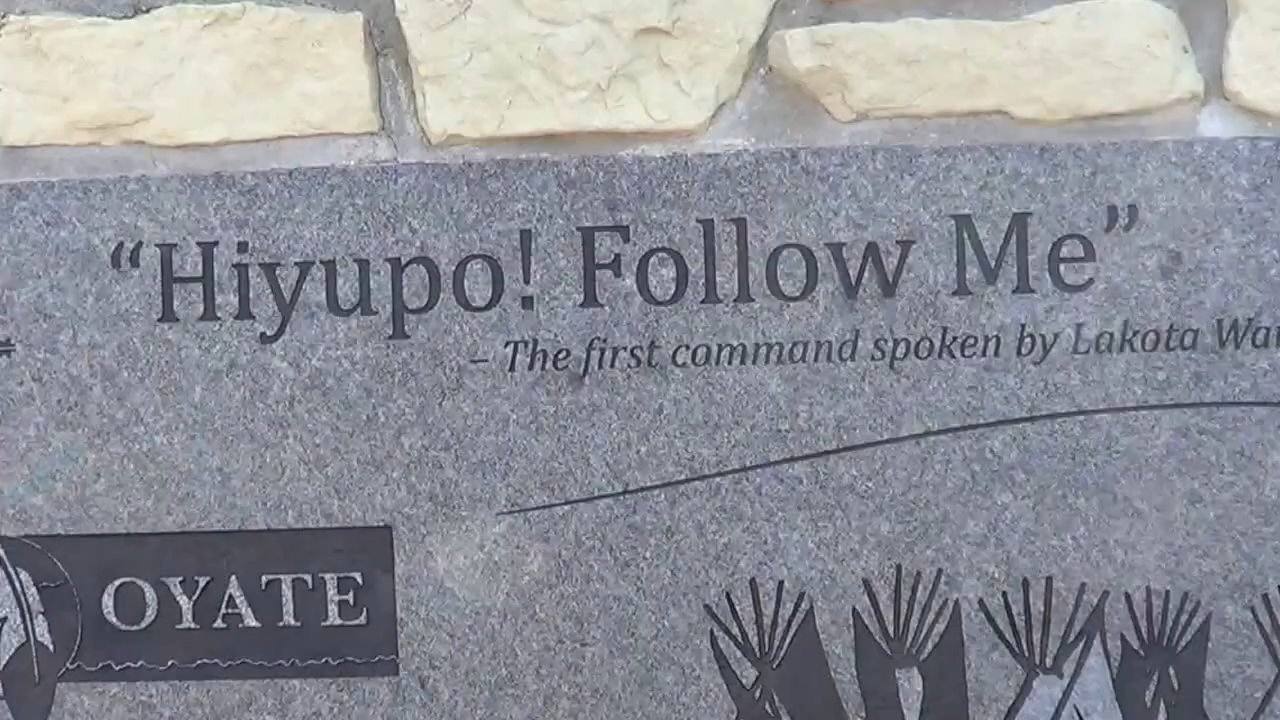 “Hiyupo! Follow Me”
– The first command spoken by Lakota
OYATE